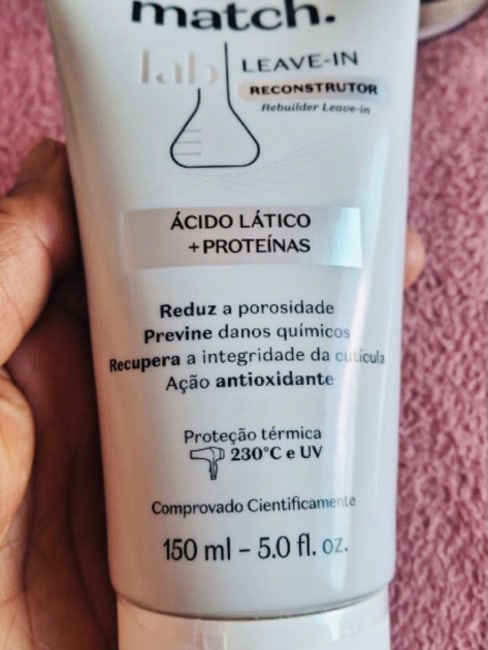 match.
lab
LEAVE-IN
RECONSTRUTOR
Rebuilder Leave-in
ÁCIDO LÁTICO
+PROTEÍNAS
Reduz a porosidade
Previne danos químicos
Recupera a integridade da cutícula
Ação antioxidante
Proteção térmica
230°C e UV
Comprovado Cientificamente
150 ml – 5.0 fl. oz.